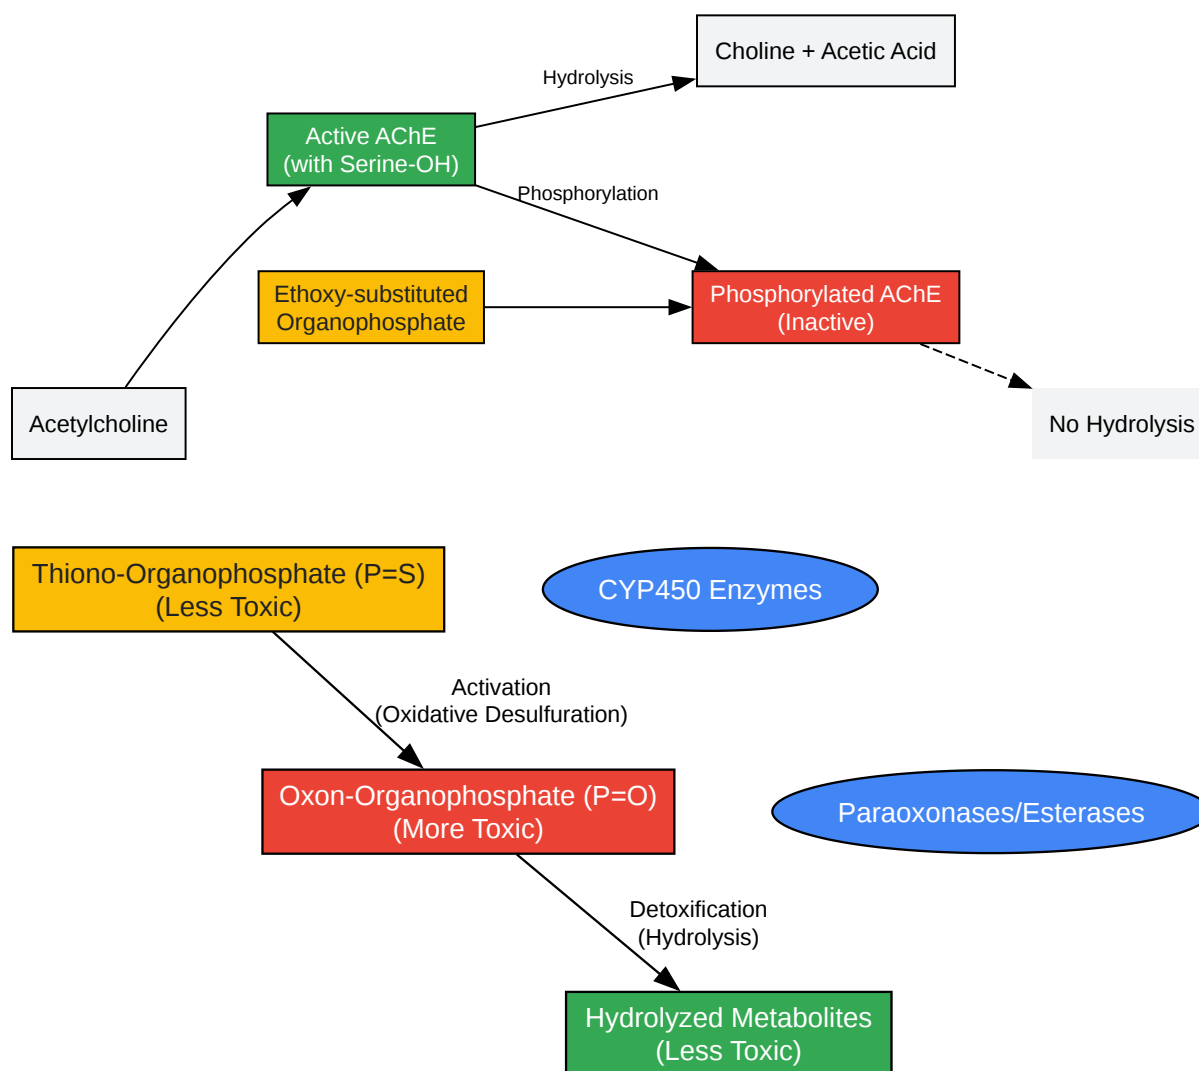 Choline + Acetic Acid
Hydrolysis
Active AChE
(with Serine-OH)
Phosphorylation
Ethoxy-substituted
Organophosphate
Phosphorylated AChE
(Inactive)
Acetylcholine
No Hydrolysis
Thiono-Organophosphate (P=S)
(Less Toxic)
CYP450 Enzymes
Activation
(Oxidative Desulfuration)
Oxon-Organophosphate (P=O)
(More Toxic)
Paraoxonases/Esterases
Detoxification
(Hydrolysis)
Hydrolyzed Metabolites
(Less Toxic)